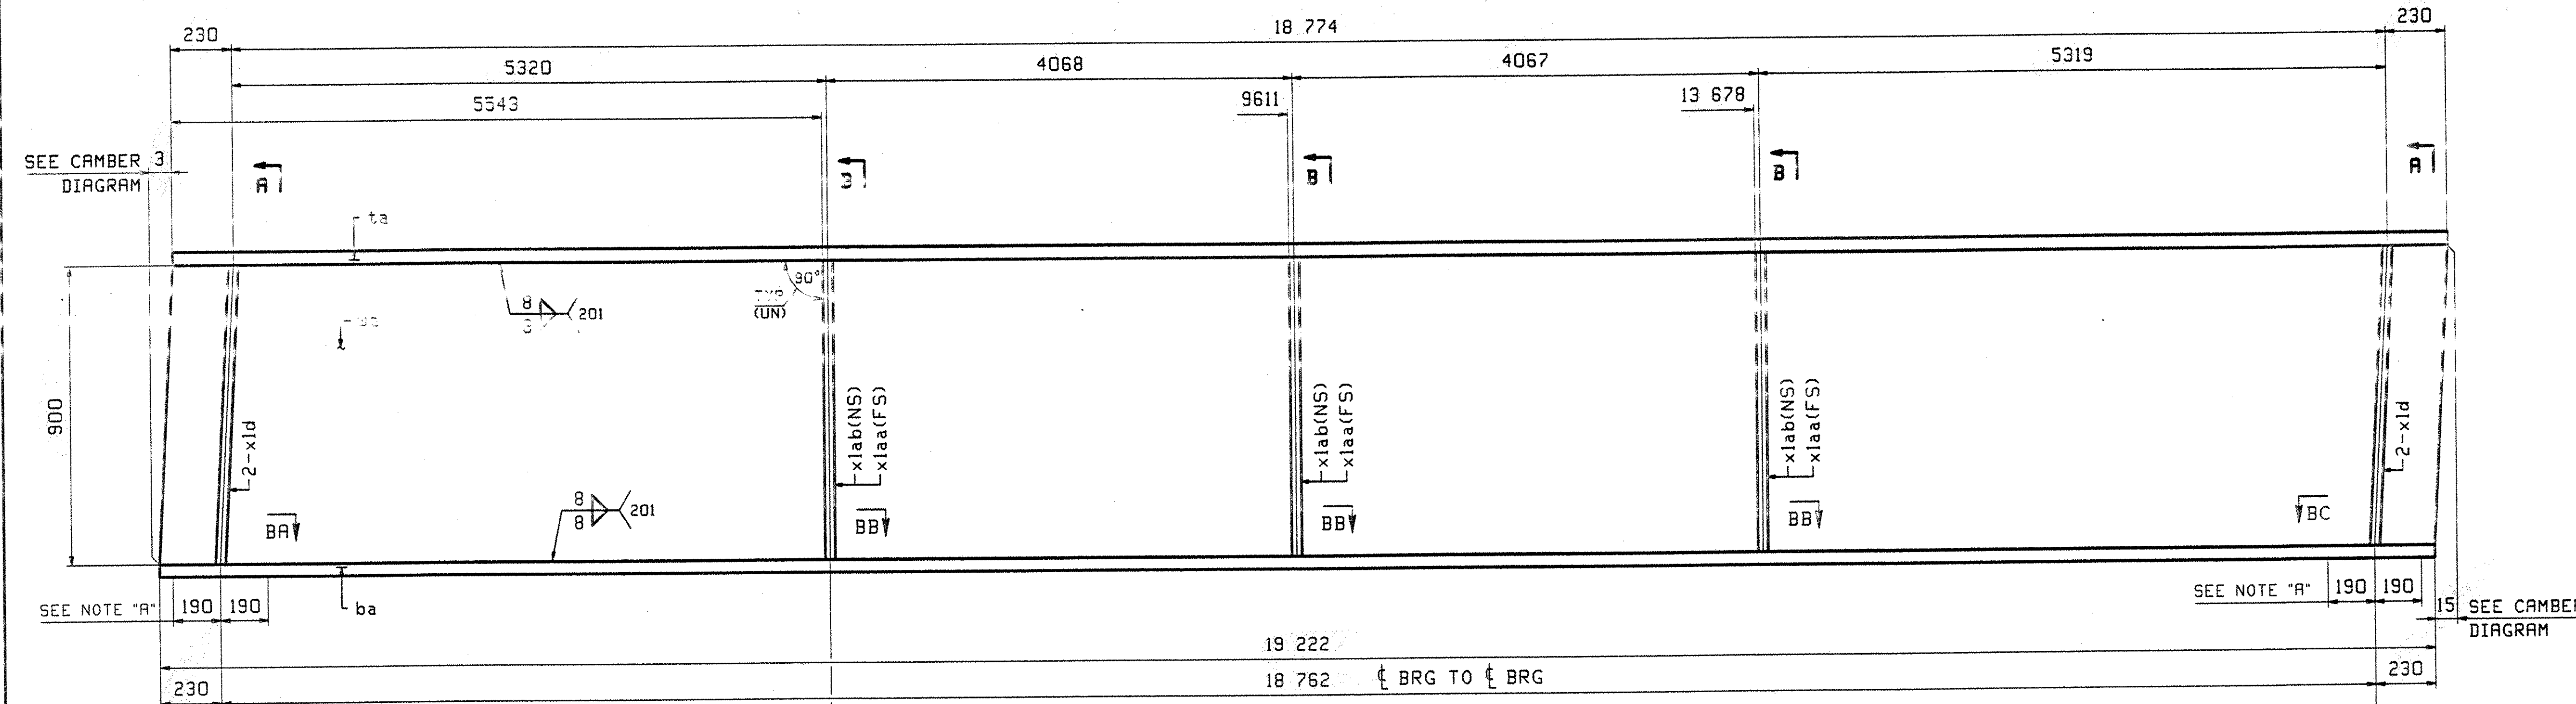 230
18 774
230
5320
4068
4067
5319
5543
9611
13 678
SEE CAMBER 3
DIAGRAM
A
B
B
A
ta
90°
TYP
(UN)
8
201
900
2-x1d
x1ab(NS)
x1aa(FS)
x1ab(NS)
x1aa(FS)
x1ab(NS)
x1aa(FS)
2-x1d
8
8
201
BA
BB
BB
BB
BC
SEE NOTE "A"
190
190
ba
SEE NOTE "A"
190
190
15 SEE CAMBER
DIAGRAM
19 222
230
18 762 ℄ BRG TO ℄ BRG
230